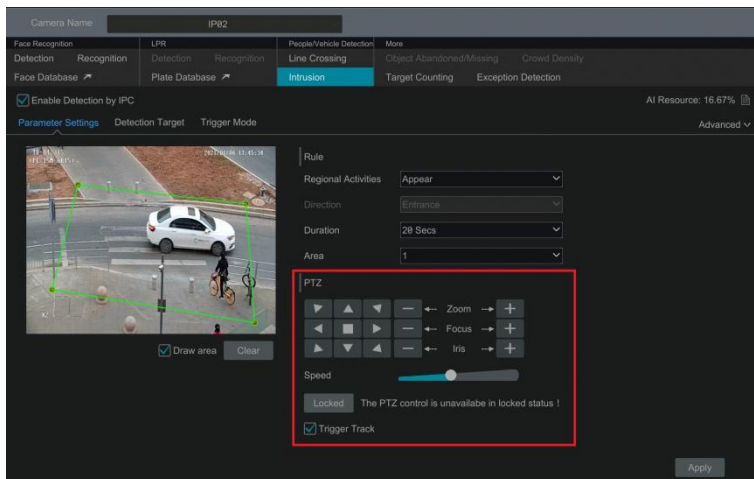 Camera Name IP02
Face Recognition LPR People/Vehicle Detection More
Detection Recognition Detection Recognition Line Crossing Object Abandoned/Missing Crowd Density
Face Database Plate Database Intrusion Target Counting Exception Detection
Enable Detection by IPC AI Resource: 16.67%
Parameter Settings Detection Target Trigger Mode Advanced
Rule
Regional Activities Appear
Direction Entrance
Duration 20 Secs
Area 1
PTZ
Zoom
Focus
Iris
Draw area Clear
Speed
Locked The PTZ control is unavailabe in locked status !
Trigger Track
Apply